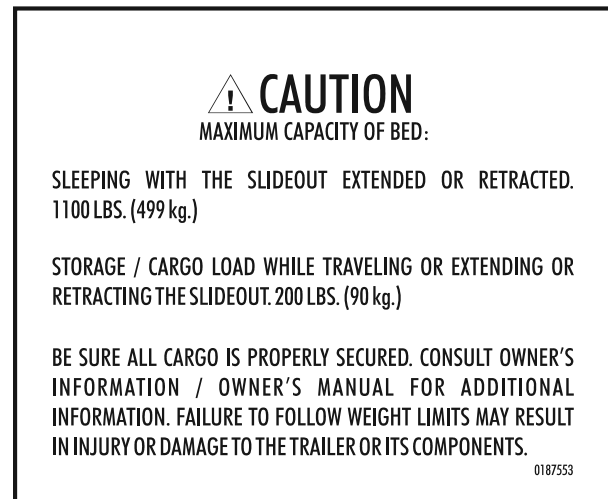 ⚠ CAUTION
MAXIMUM CAPACITY OF BED:
SLEEPING WITH THE SLIDEOUT EXTENDED OR RETRACTED.
1100 LBS. (499 kg.)
STORAGE / CARGO LOAD WHILE TRAVELING OR EXTENDING OR
RETRACTING THE SLIDEOUT. 200 LBS. (90 kg.)
BE SURE ALL CARGO IS PROPERLY SECURED. CONSULT OWNER'S
INFORMATION / OWNER'S MANUAL FOR ADDITIONAL
INFORMATION. FAILURE TO FOLLOW WEIGHT LIMITS MAY RESULT
IN INJURY OR DAMAGE TO THE TRAILER OR ITS COMPONENTS.
0187553